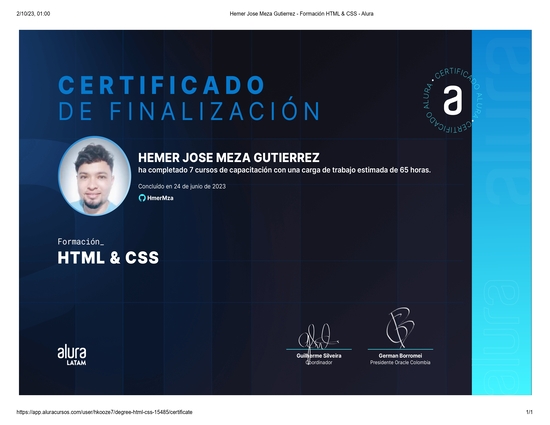 2/10/23, 01:00
Hemer Jose Meza Gutierrez - Formación HTML & CSS - Alura
CERTIFICADO
DE FINALIZACIÓN
ALURA • CERTIFICADO ALURA • CERTIFICADO
a
HEMER JOSE MEZA GUTIERREZ
ha completado 7 cursos de capacitación con una carga de trabajo estimada de 65 horas.
Concluido en 24 de junio de 2023
HmerMza
Formación_
HTML & CSS
alura
LATAM
Guilherme Silveira
Coordinador
German Borromei
Presidente Oracle Colombia
alura
alura
https://app.aluracursos.com/user/hkooze7/degree-html-css-15485/certificate
1/1